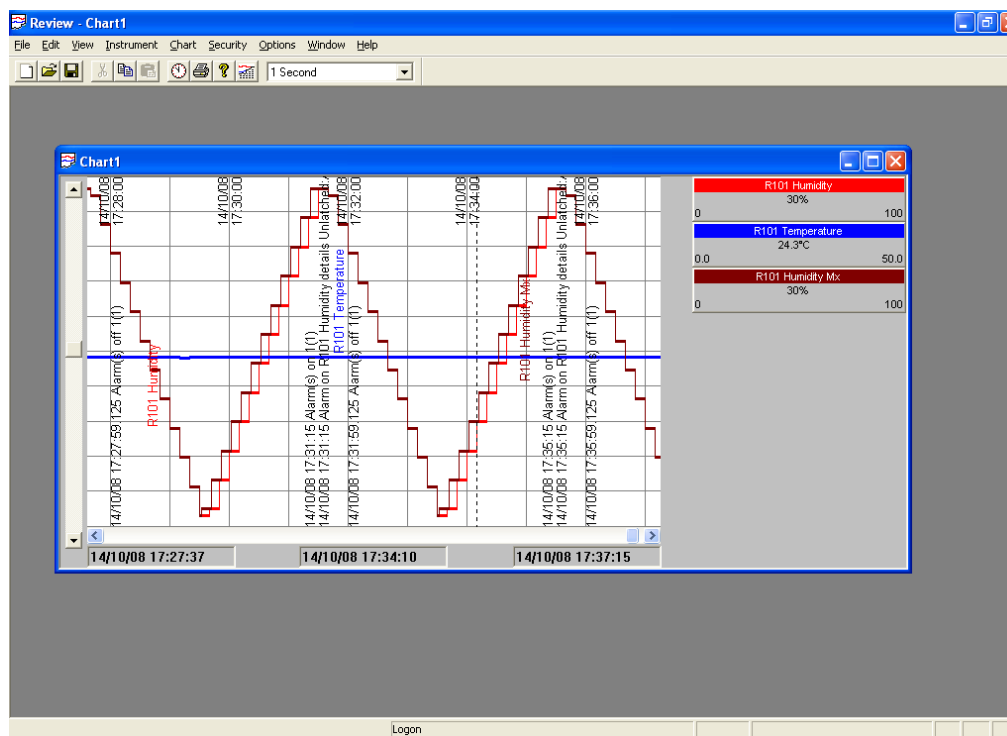 Review - Chart1
File Edit View Instrument Chart Security Options Window Help
1 Second
Chart1
14/10/08
17:28:00
14/10/08
17:30:00
14/10/08
17:32:00
14/10/08
17:34:00
14/10/08
17:36:00
14/10/08 17:27:59.125 Alarm(s) off 1(1)
R101 Humidity
14/10/08 17:31:15 Alarm(s) on 1(1)
14/10/08 17:31:15 Alarm on R101 Humidity details Unlatched:
R101 Temperature
14/10/08 17:31:59.125 Alarm(s) off 1(1)
R101 Humidity Mx
14/10/08 17:35:15 Alarm(s) on 1(1)
14/10/08 17:35:15 Alarm on R101 Humidity details Unlatched:
14/10/08 17:35:59.125 Alarm(s) off 1(1)
R101 Humidity
30%
0 100
R101 Temperature
24.3°C
0.0 50.0
R101 Humidity Mx
30%
0 100
14/10/08 17:27:37 14/10/08 17:34:10 14/10/08 17:37:15
Logon